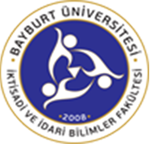 BAYBURT ÜNİVERSİTESİ
İKTİSADİ VE İDARİ BİLİMLER FAKÜLTESİ
-2008-